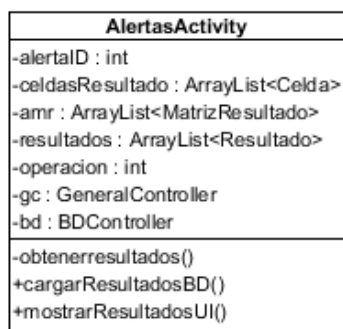 AlertasActivity
-alertaID : int
-celdasResultado : ArrayList<Celda>
-amr : ArrayList<MatrizResultado>
-resultados : ArrayList<Resultado>
-operacion : int
-gc : GeneralController
-bd : BDController
-obtenerresultados()
+cargarResultadosBD()
+mostrarResultadosUI()